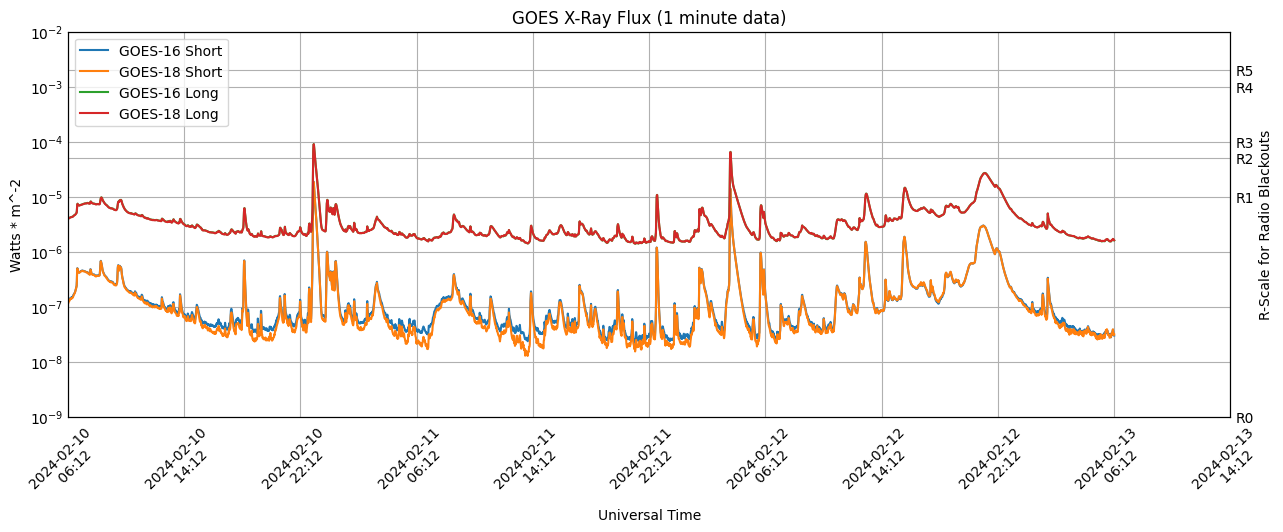 GOES X-Ray Flux (1 minute data)
GOES-16 Short
GOES-18 Short
GOES-16 Long
GOES-18 Long
Watts * m^-2
10^-2
10^-3
10^-4
10^-5
10^-6
10^-7
10^-8
10^-9
R5
R4
R3
R2
R1
R0
R-Scale for Radio Blackouts
2024-02-10
06:12
2024-02-10
14:12
2024-02-10
22:12
2024-02-11
06:12
2024-02-11
14:12
2024-02-11
22:12
2024-02-12
06:12
2024-02-12
14:12
2024-02-12
22:12
2024-02-13
06:12
2024-02-13
14:12
Universal Time